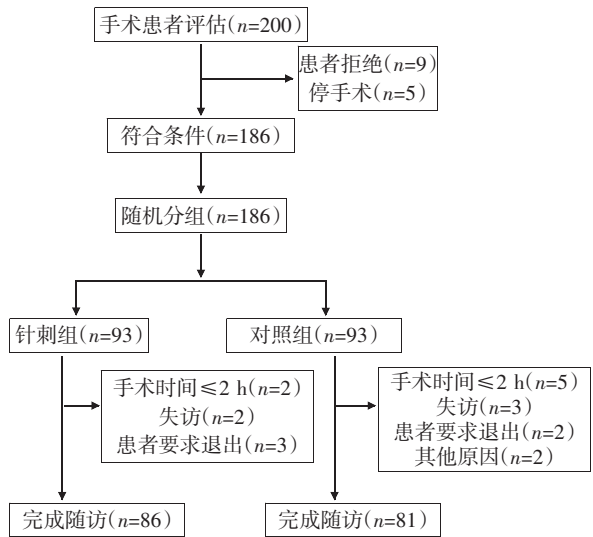 手术患者评估(n=200)
患者拒绝(n=9)
停手术(n=5)
符合条件(n=186)
随机分组(n=186)
针刺组(n=93)
对照组(n=93)
手术时间≤2 h(n=2)
失访(n=2)
患者要求退出(n=3)
手术时间≤2 h(n=5)
失访(n=3)
患者要求退出(n=2)
其他原因(n=2)
完成随访(n=86)
完成随访(n=81)